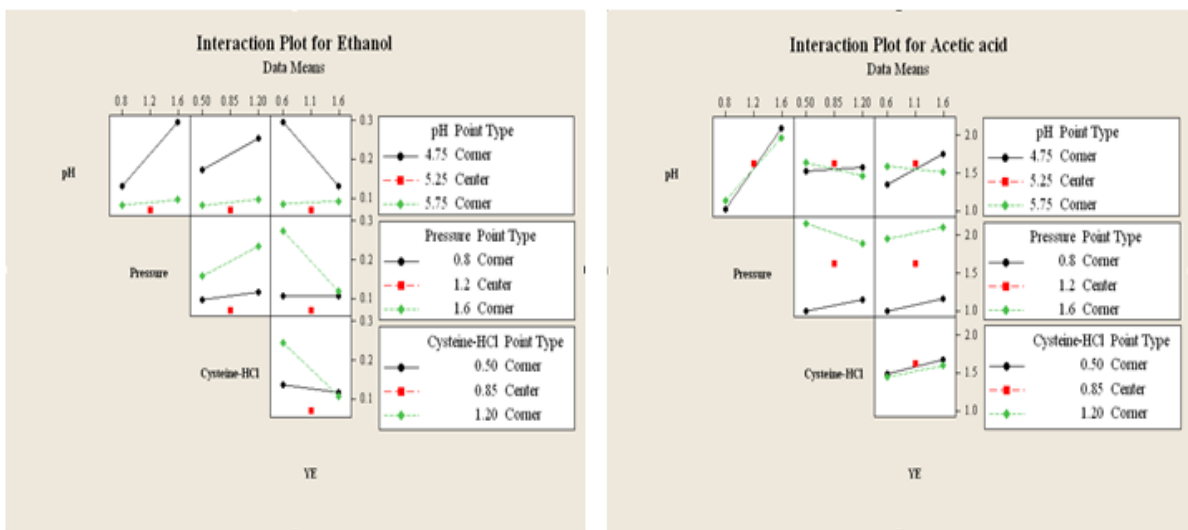 Interaction Plot for Ethanol
Data Means
0.8 1.2 1.6 0.50 0.85 1.20 0.6 1.1 1.6
pH
0.3
0.2
0.1
pH Point Type
4.75 Corner
5.25 Center
5.75 Corner
Pressure
0.3
0.2
0.1
Pressure Point Type
0.8 Corner
1.2 Center
1.6 Corner
Cysteine-HCl
0.3
0.2
0.1
Cysteine-HCl Point Type
0.50 Corner
0.85 Center
1.20 Corner
YE
Interaction Plot for Acetic acid
Data Means
0.8 1.2 1.6 0.50 0.85 1.20 0.6 1.1 1.6
pH
2.0
1.5
1.0
pH Point Type
4.75 Corner
5.25 Center
5.75 Corner
Pressure
2.0
1.5
1.0
Pressure Point Type
0.8 Corner
1.2 Center
1.6 Corner
Cysteine-HCl
2.0
1.5
1.0
Cysteine-HCl Point Type
0.50 Corner
0.85 Center
1.20 Corner
YE